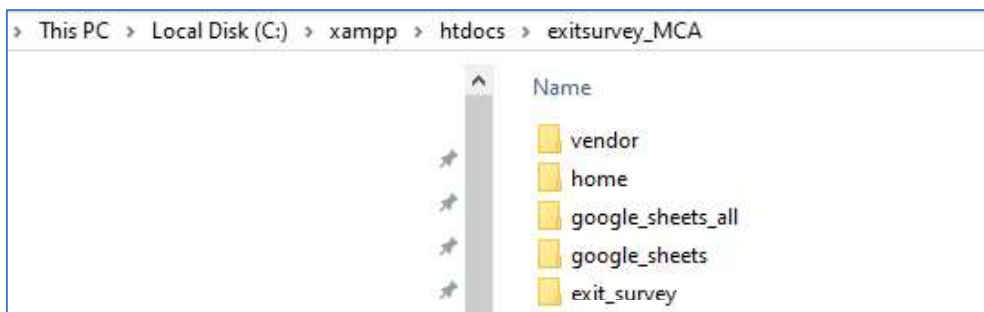 > This PC > Local Disk (C:) > xampp > htdocs > exitsurvey_MCA
Name
vendor
home
google_sheets_all
google_sheets
exit_survey